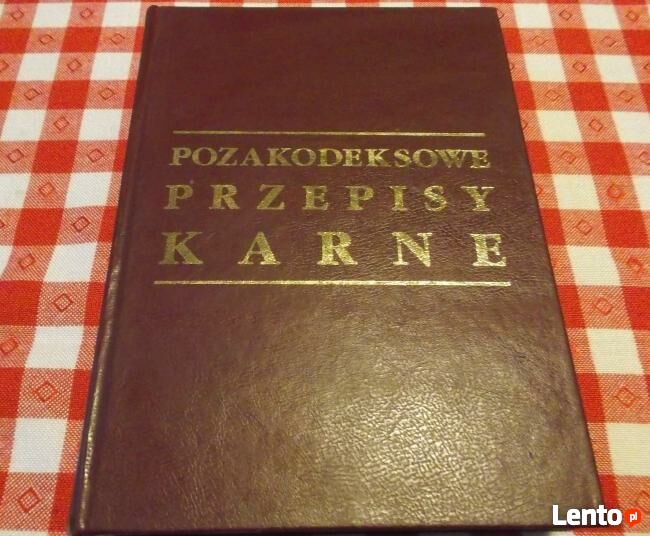 POZAKODEKSOWE
PRZEPISY
KARNE
Lento.pl